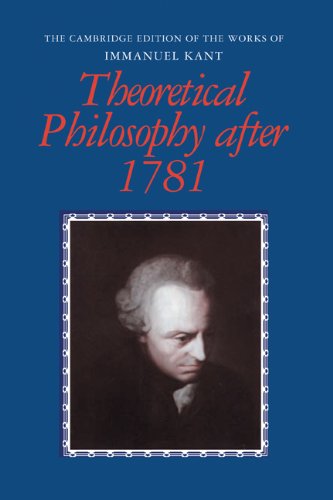 THE CAMBRIDGE EDITION OF THE WORKS OF
IMMANUEL KANT
Theoretical
Philosophy after
1781